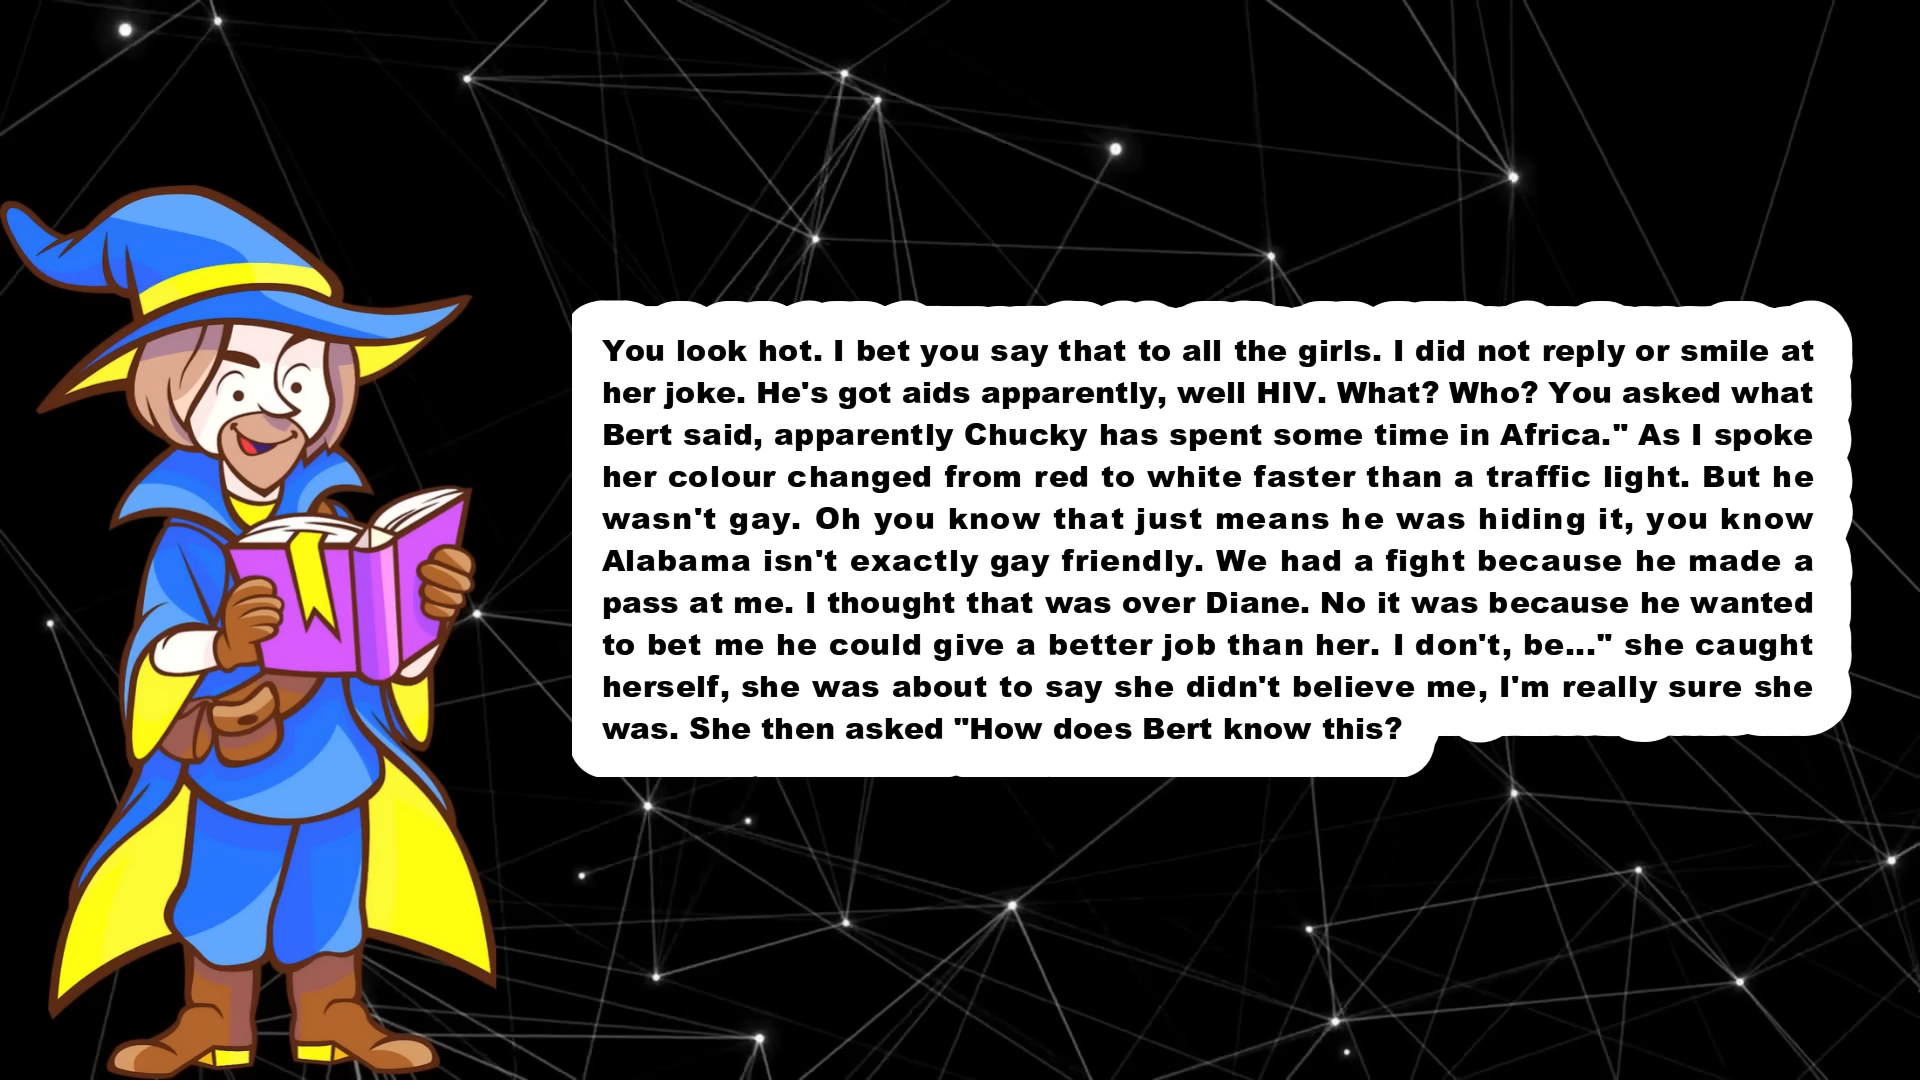 You look hot. I bet you say that to all the girls. I did not reply or smile at
her joke. He's got aids apparently, well HIV. What? Who? You asked what
Bert said, apparently Chucky has spent some time in Africa." As I spoke
her colour changed from red to white faster than a traffic light. But he
wasn't gay. Oh you know that just means he was hiding it, you know
Alabama isn't exactly gay friendly. We had a fight because he made a
pass at me. I thought that was over Diane. No it was because he wanted
to bet me he could give a better job than her. I don't, be..." she caught
herself, she was about to say she didn't believe me, I'm really sure she
was. She then asked "How does Bert know this?